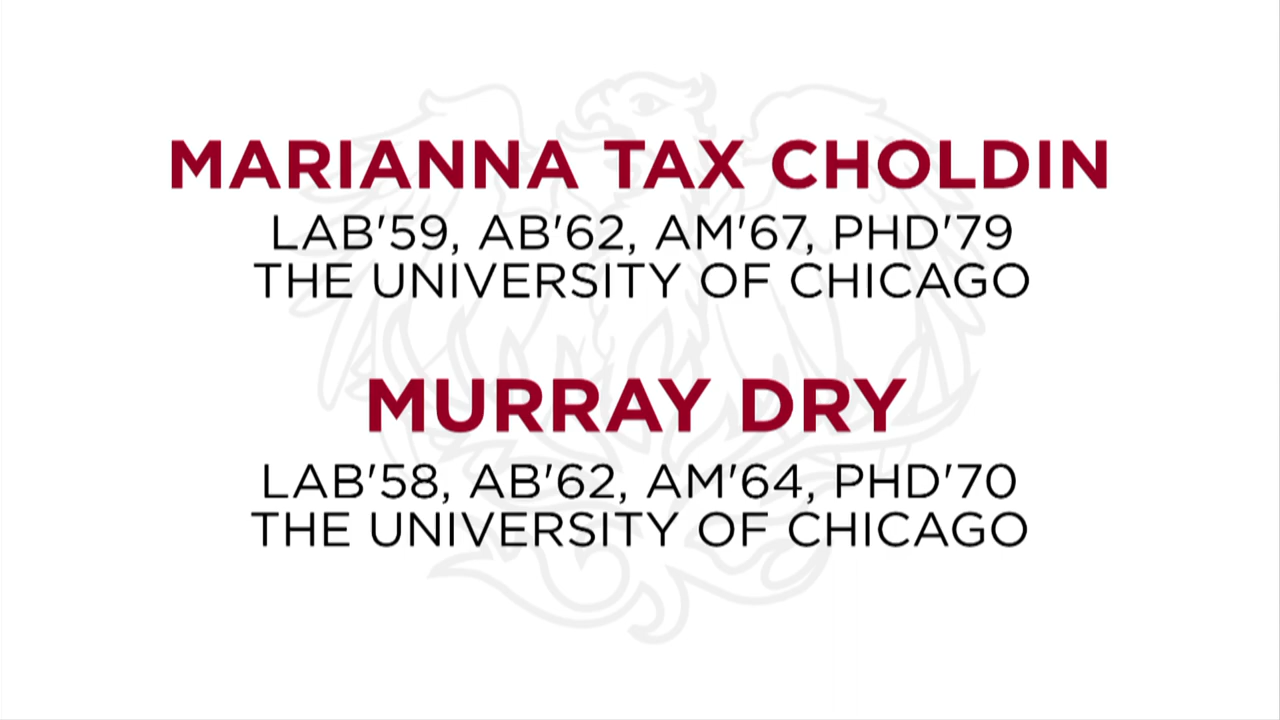 MARIANNA TAX CHOLDIN
LAB'59, AB'62, AM'67, PHD'79
THE UNIVERSITY OF CHICAGO
MURRAY DRY
LAB'58, AB'62, AM'64, PHD'70
THE UNIVERSITY OF CHICAGO